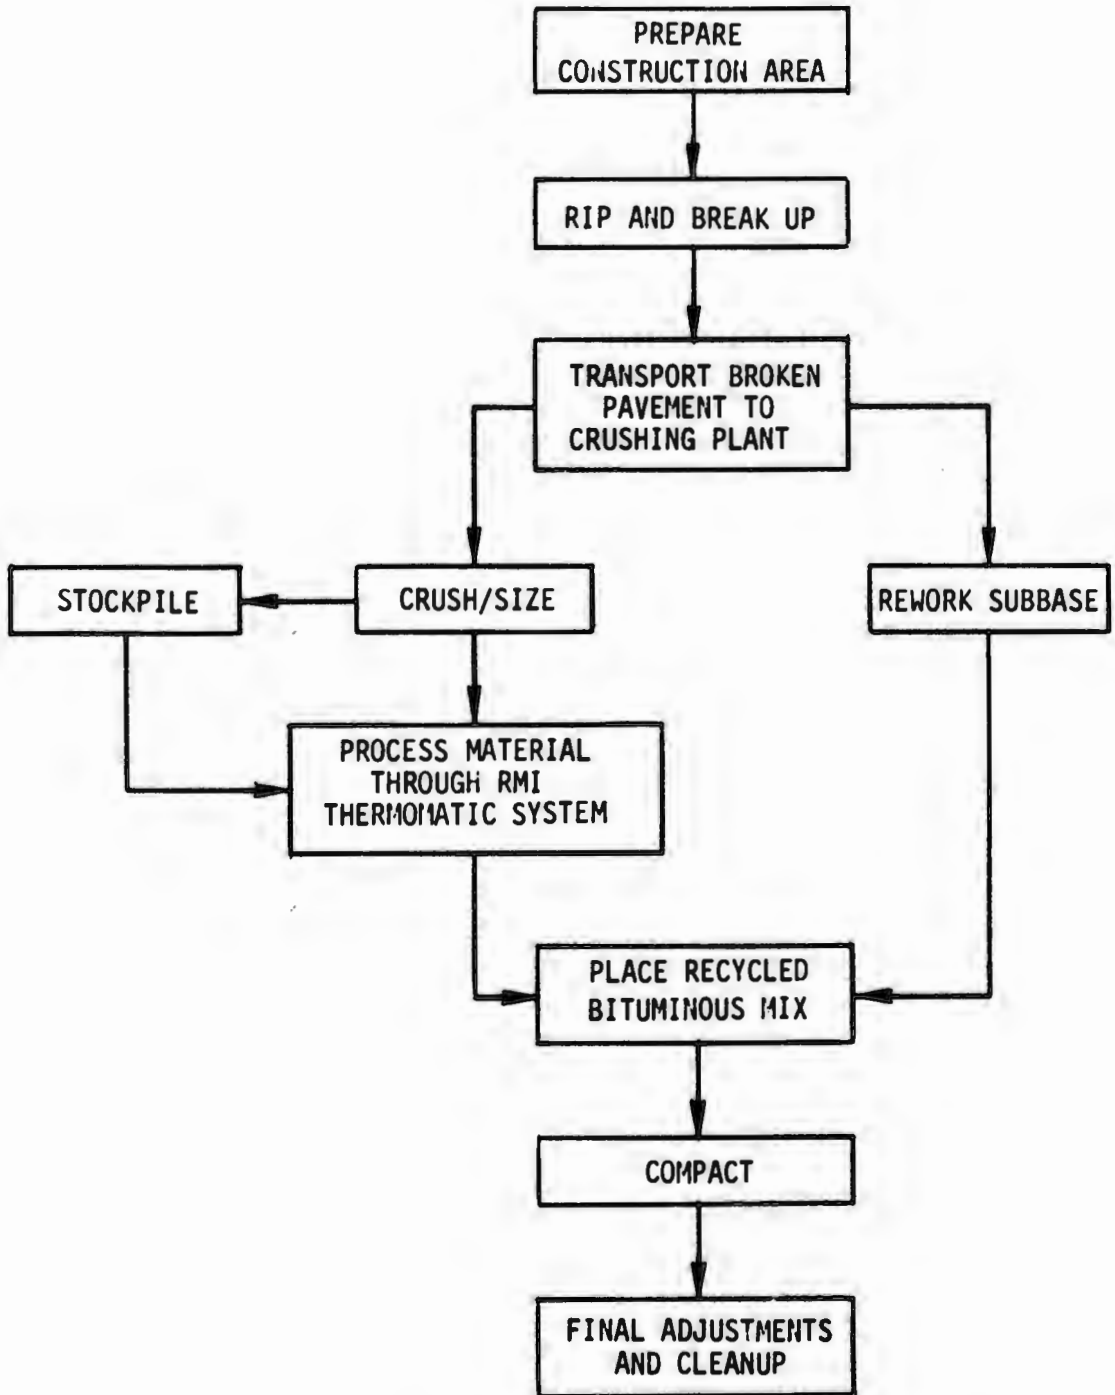 PREPARE
CONSTRUCTION AREA
RIP AND BREAK UP
TRANSPORT BROKEN
PAVEMENT TO
CRUSHING PLANT
STOCKPILE
CRUSH/SIZE
REWORK SUBBASE
PROCESS MATERIAL
THROUGH RMI
THERMOMATIC SYSTEM
PLACE RECYCLED
BITUMINOUS MIX
COMPACT
FINAL ADJUSTMENTS
AND CLEANUP